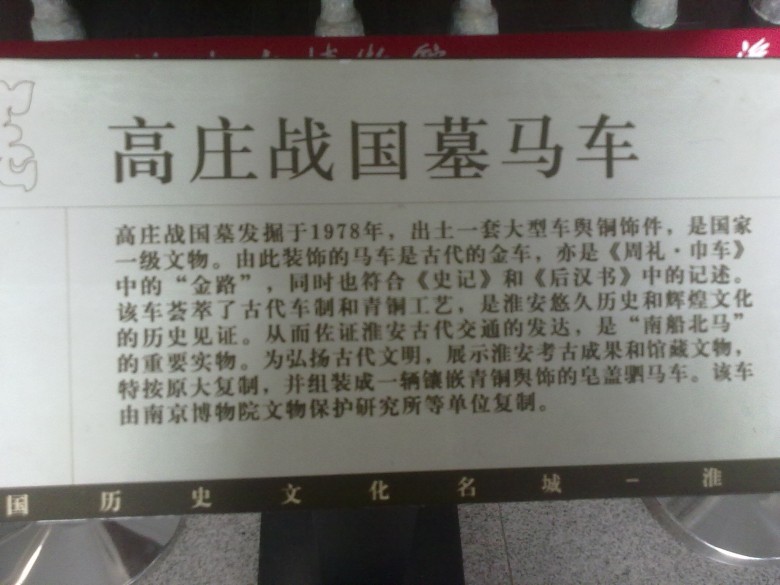 高庄战国墓马车
高庄战国墓发掘于1978年，出土一套大型车舆铜饰件，是国家
一级文物。由此装饰的马车是古代的金车，亦是《周礼·巾车》
中的“金路”，同时也符合《史记》和《后汉书》中的记述。
该车荟萃了古代车制和青铜工艺，是淮安悠久历史和辉煌文化
的历史见证。从而佐证淮安古代交通的发达，是“南船北马”
的重要实物。为弘扬古代文明，展示淮安考古成果和馆藏文物，
特按原大复制，并组装成一辆镶嵌青铜舆饰的皂盖驷马车。该车
由南京博物院文物保护研究所等单位复制。
国历史文化名城－淮